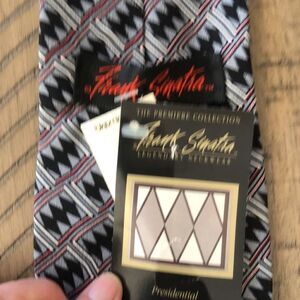 Frank Sinatra
THE PREMIERE COLLECTION
Frank Sinatra
LEGENDARY NECKWEAR
Presidential